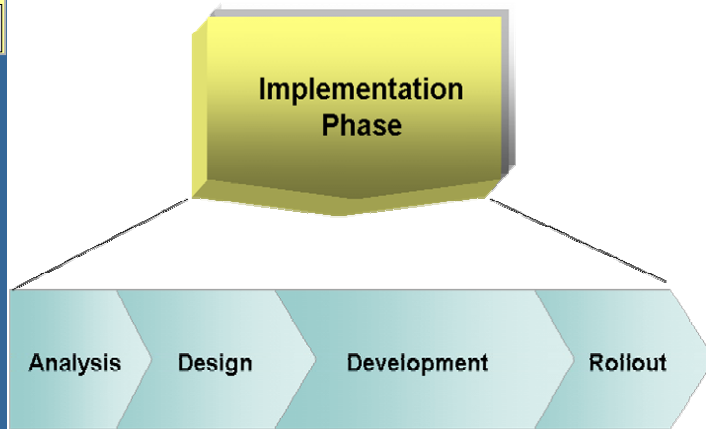 Implementation
Phase
Analysis
Design
Development
Rollout